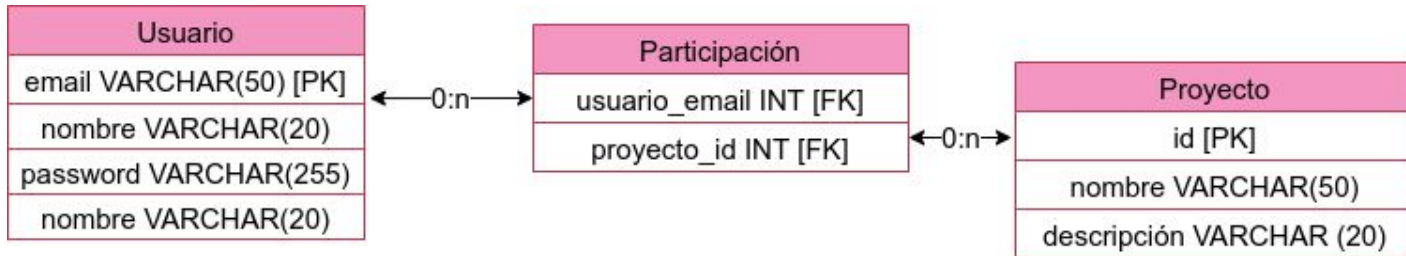 Usuario
email VARCHAR(50) [PK]
nombre VARCHAR(20)
password VARCHAR(255)
nombre VARCHAR(20)
0:n
Participación
usuario_email INT [FK]
proyecto_id INT [FK]
0:n
Proyecto
id [PK]
nombre VARCHAR(50)
descripción VARCHAR (20)